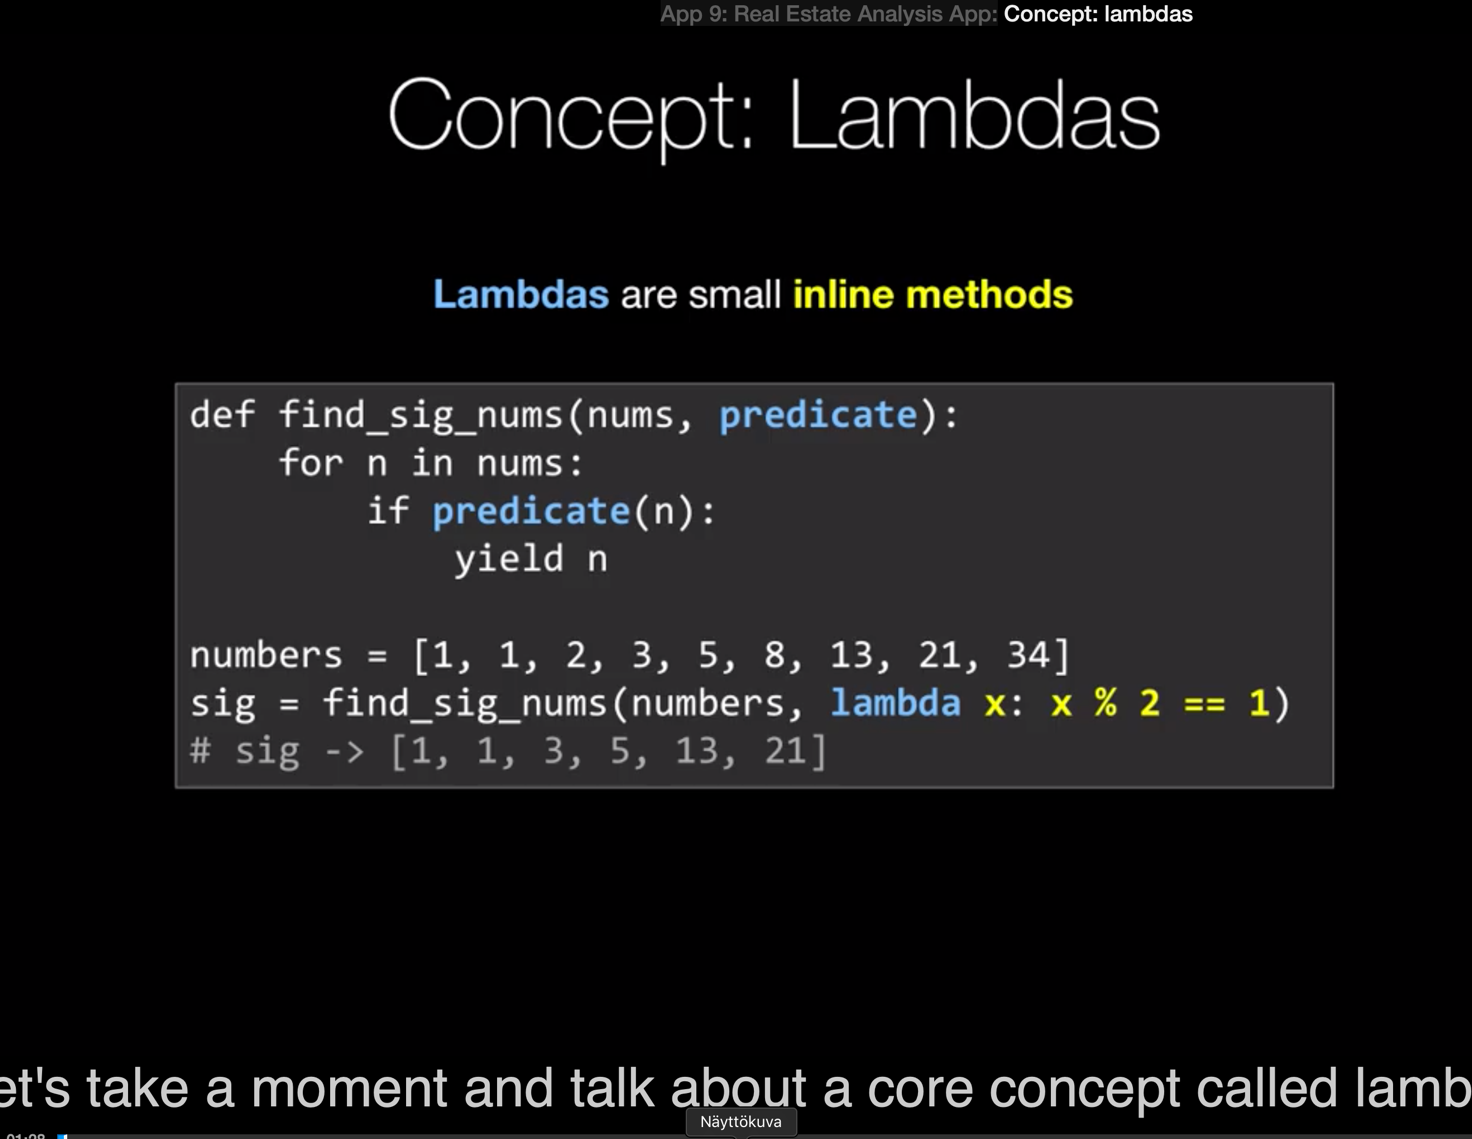 App 9: Real Estate Analysis App: Concept: lambdas
Concept: Lambdas
Lambdas are small inline methods
def find_sig_nums(nums, predicate):
    for n in nums:
        if predicate(n):
            yield n
numbers = [1, 1, 2, 3, 5, 8, 13, 21, 34]
sig = find_sig_nums(numbers, lambda x: x % 2 == 1)
# sig -> [1, 1, 3, 5, 13, 21]
et's take a moment and talk about a core concept called lamb
Näyttökuva